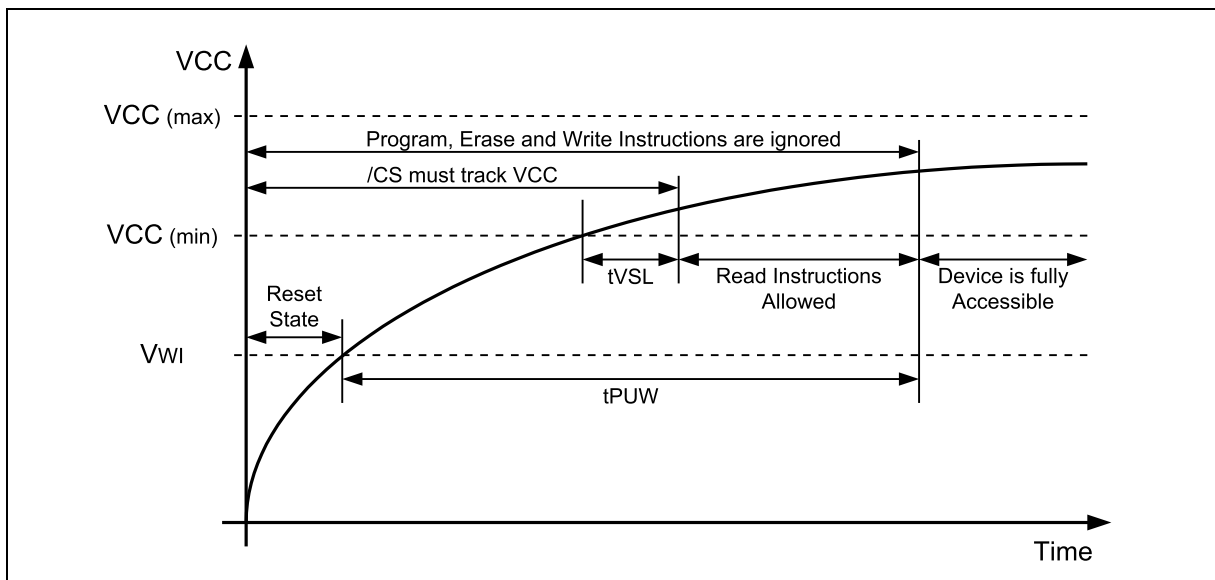 VCC
VCC (max)
Program, Erase and Write Instructions are ignored
/CS must track VCC
VCC (min)
tVSL
Read Instructions
Allowed
Device is fully
Accessible
Reset
State
VWI
tPUW
Time